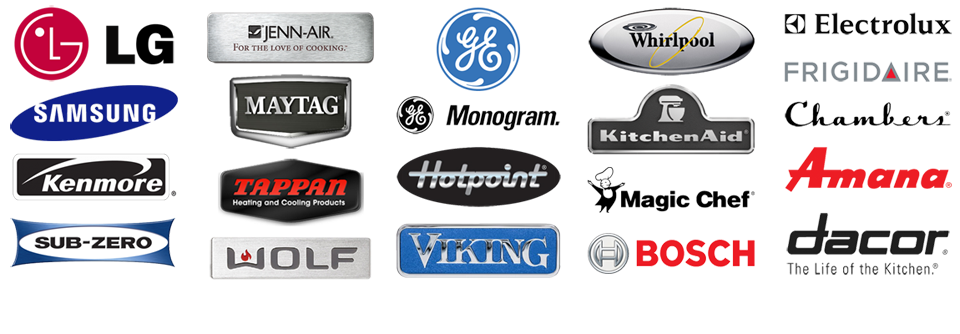 LG
SAMSUNG
Kenmore®
SUB-ZERO
JENN-AIR.
FOR THE LOVE OF COOKING.
MAYTAG
TAPPAN
Heating and Cooling Products
WOLF
GE
GE Monogram.
Hotpoint
VIKING
Whirlpool
KitchenAid®
Magic Chef®
BOSCH
Electrolux
FRIGIDAIRE
Chambers®
Amana®
dacor®
The Life of the Kitchen.®